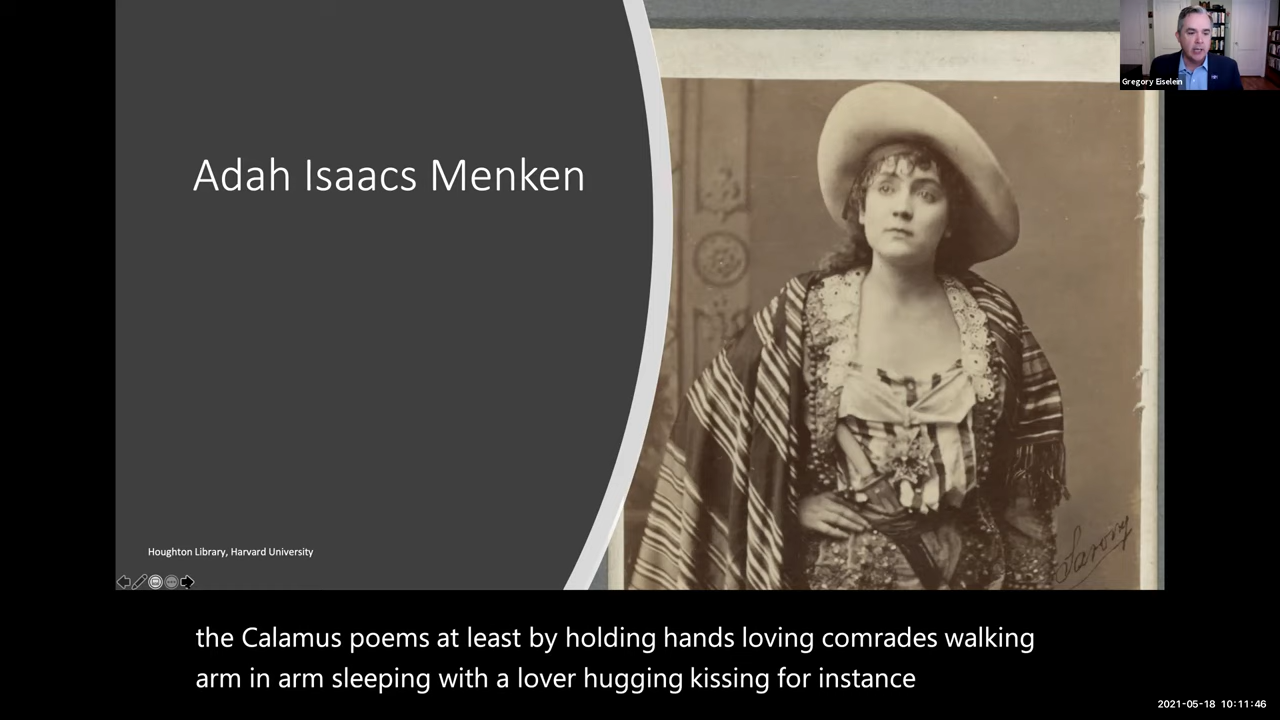 Gregory Eiselein
Adah Isaacs Menken
Sarony
Houghton Library, Harvard University
the Calamus poems at least by holding hands loving comrades walking
arm in arm sleeping with a lover hugging kissing for instance
2021-05-18 10:11:46